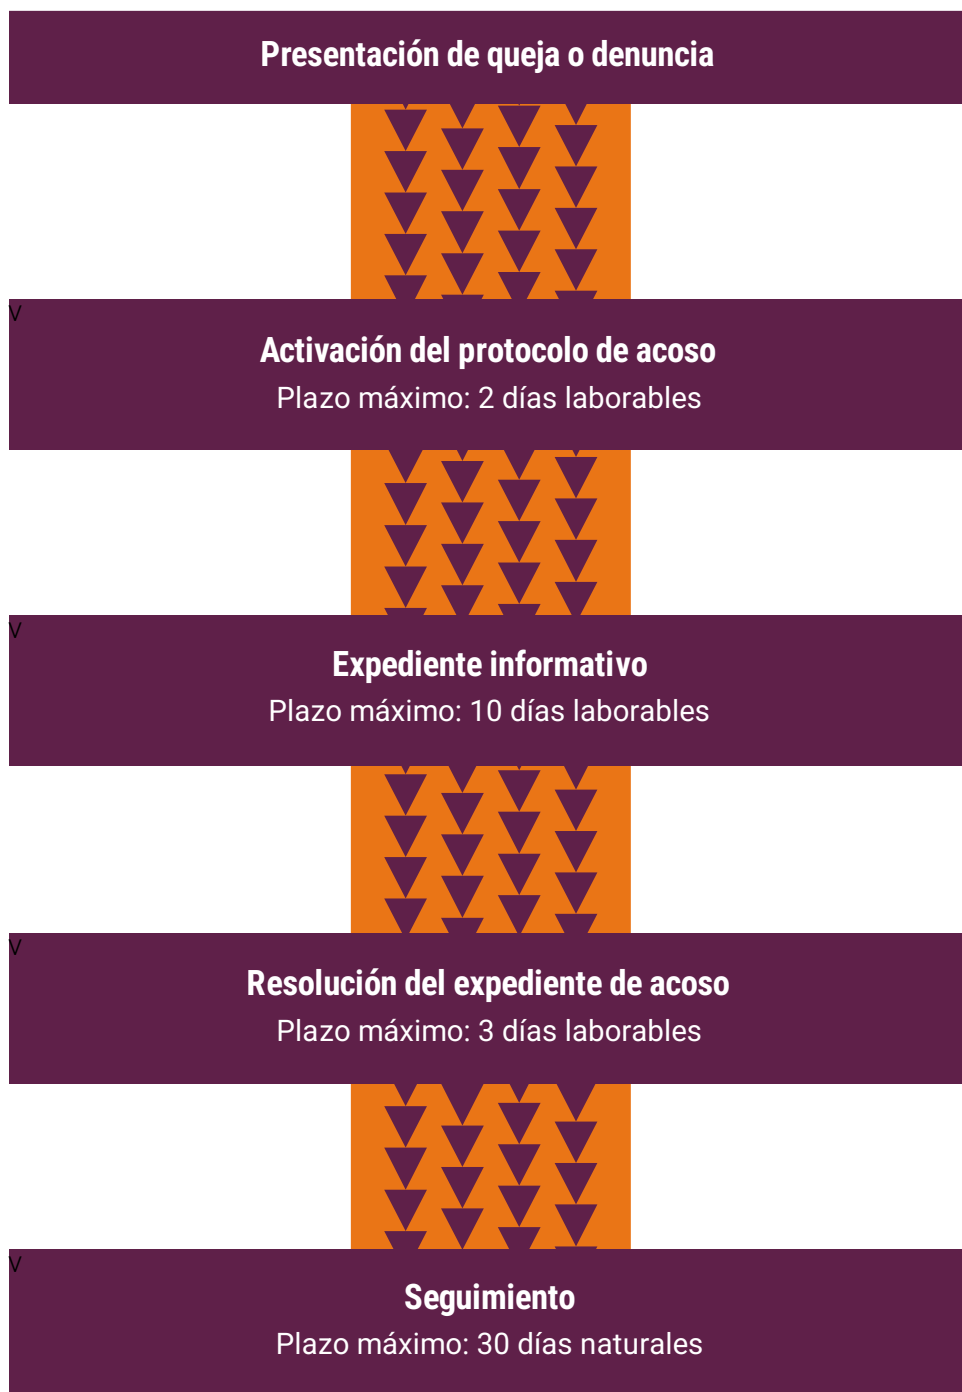 Presentación de queja o denuncia
V
Activación del protocolo de acoso
Plazo máximo: 2 días laborables
V
Expediente informativo
Plazo máximo: 10 días laborables
V
Resolución del expediente de acoso
Plazo máximo: 3 días laborables
V
Seguimiento
Plazo máximo: 30 días naturales